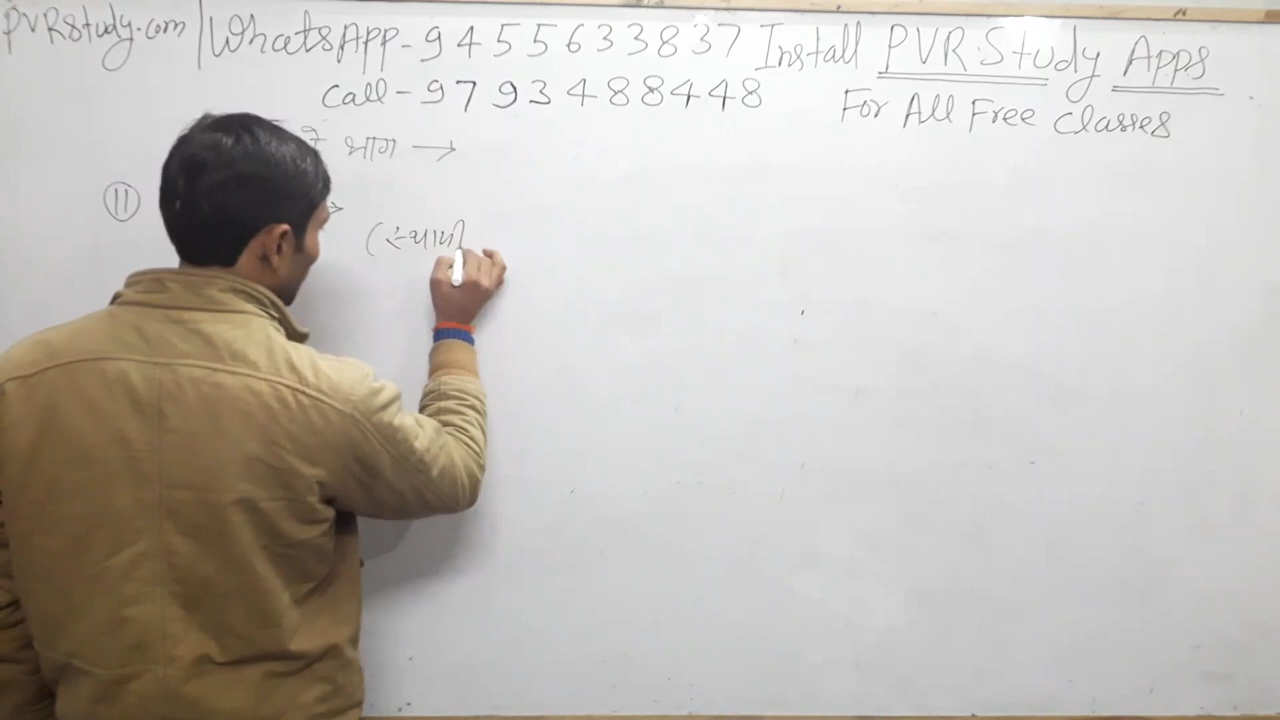 PVRStudy.com | WhatsApp - 9455633837 Install PVR Study Apps
Call - 9793488448 For All Free Classes
भाग →
⑪ →
(स्थायी